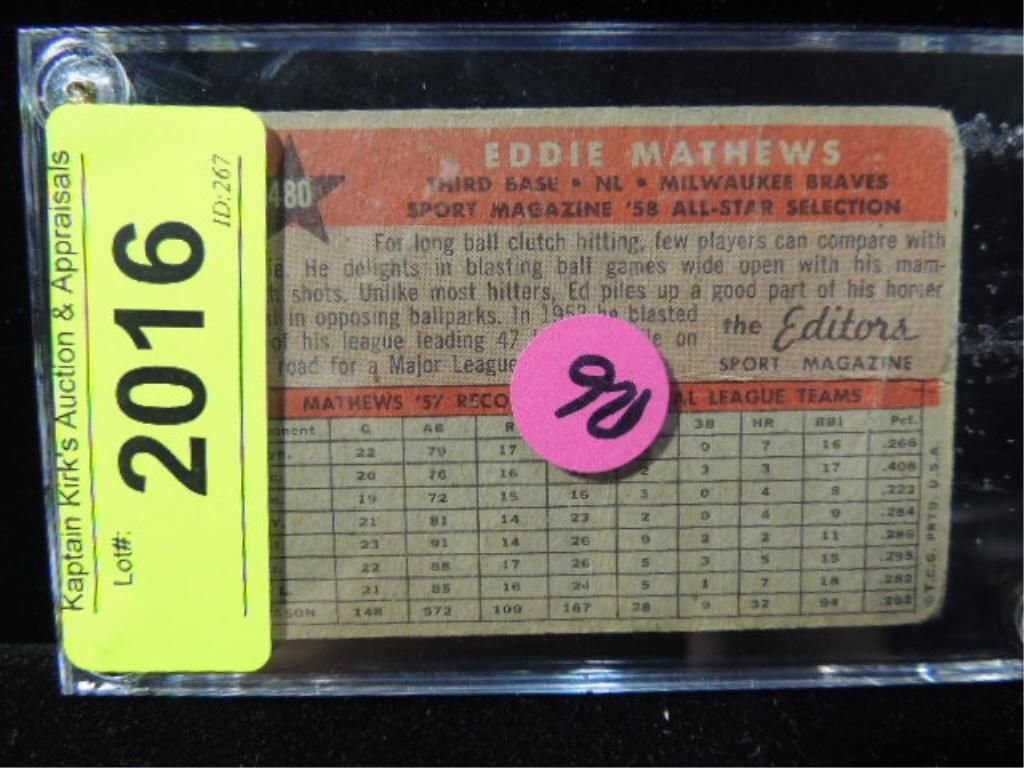 Kaptain Kirk's Auction & Appraisals
Lot#:
2016
ID:267
480
EDDIE MATHEWS
THIRD BASE • NL • MILWAUKEE BRAVES
SPORT MAGAZINE '58 ALL-STAR SELECTION
For long ball clutch hitting, few players can compare with
ie. He delights in blasting ball games wide open with his mam-
h shots. Unlike most hitters, Ed piles up a good part of his homer
in opposing ballparks. In 1953 he blasted
of his league leading 47 le on
road for a Major League
the Editors
SPORT MAGAZINE
MATHEWS '57 RECO AL LEAGUE TEAMS
onent G AB R 3B HR RBI Pct.
22 79 17 0 7 16 .266
20 76 16 2 3 3 17 .408
19 72 15 16 3 0 4 8 .222
21 81 14 23 2 0 4 9 .284
23 91 14 26 9 2 2 11 .286
22 88 17 26 5 3 5 15 .295
21 85 16 24 5 1 7 18 .282
SON 148 572 109 167 28 9 32 94 .292
© T.C.G. PRTD. U.S.A.